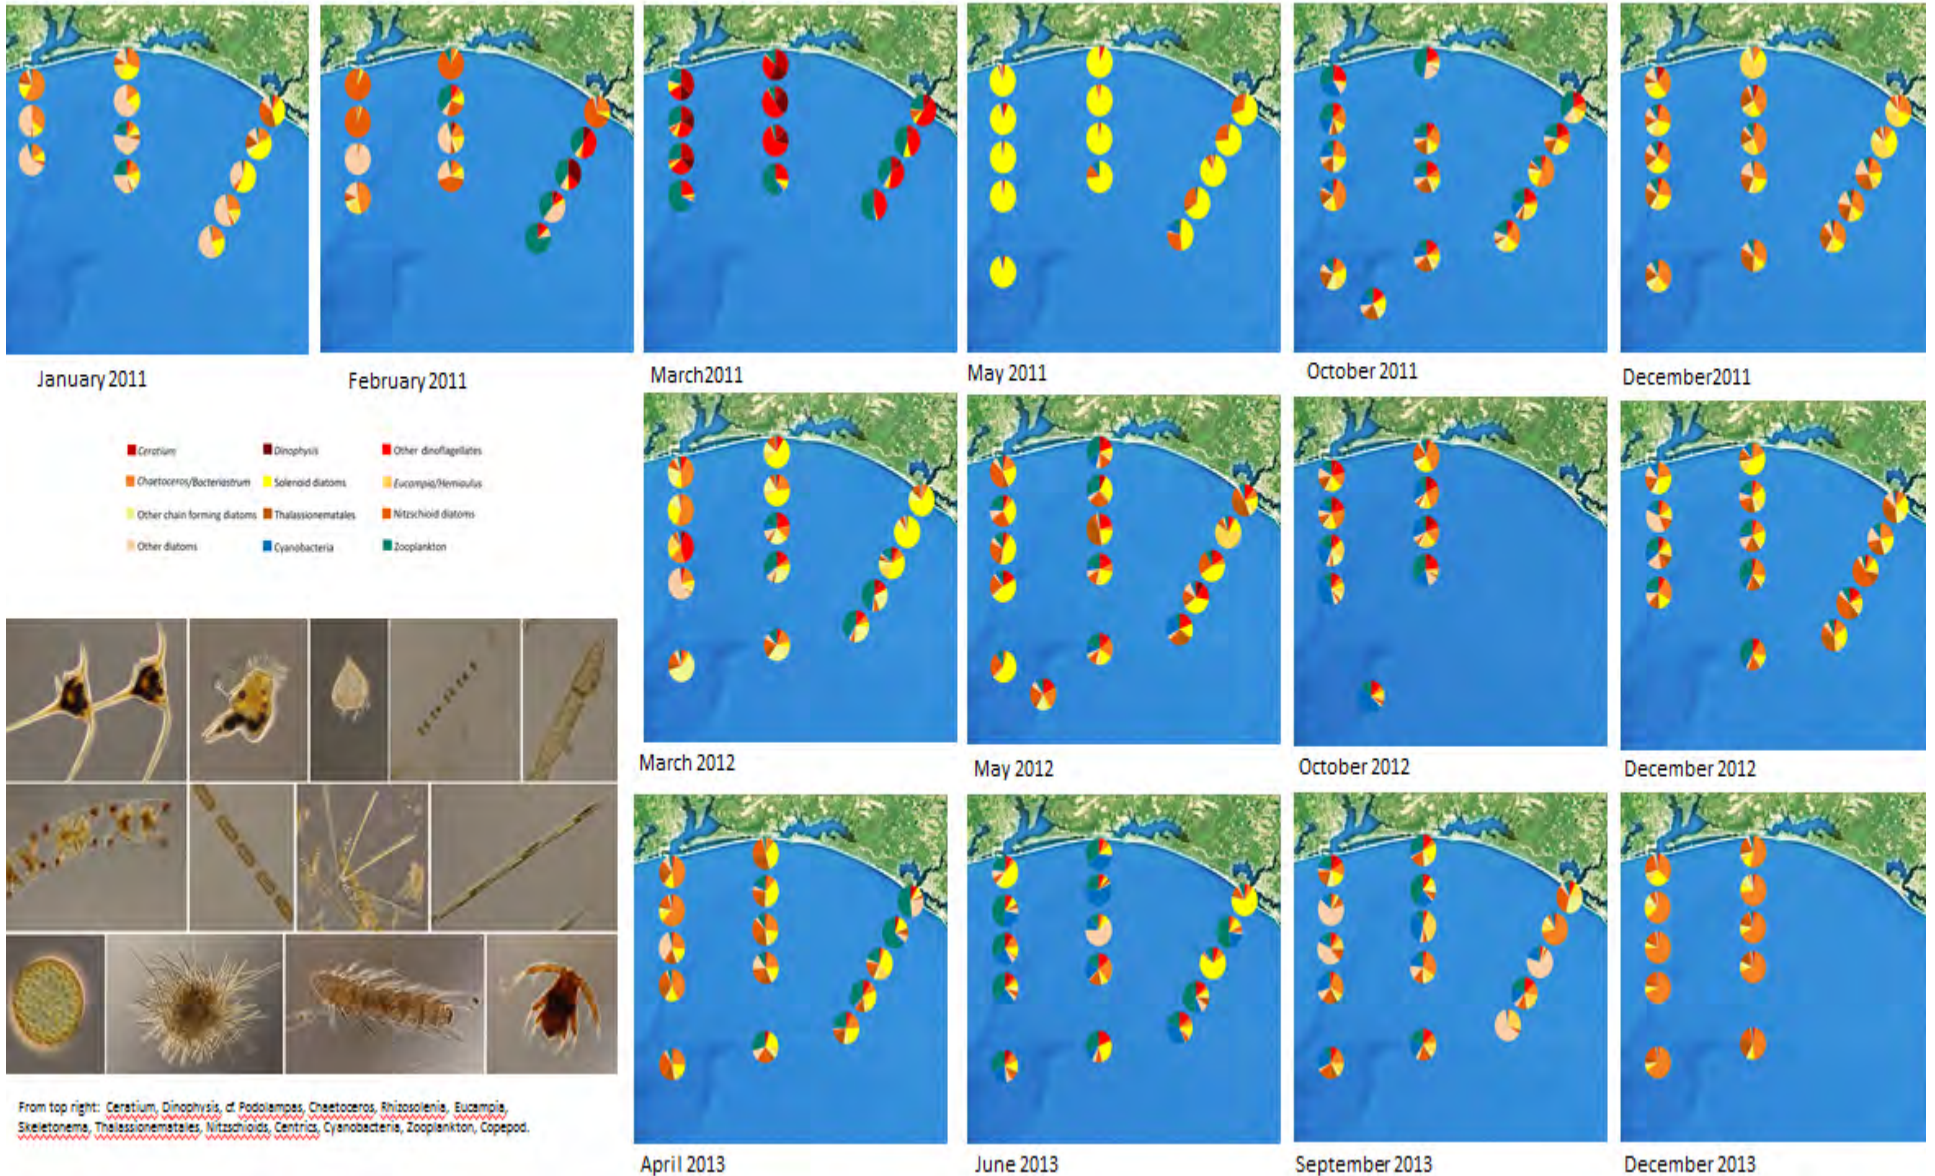 January 2011
February 2011
March2011
May 2011
October 2011
December2011
Ceratium
Dinophysis
Other dinoflagellates
Chaetoceros/Bacteriastrum
Solenoid diatoms
Eucampia/Hemiaulus
Other chain forming diatoms
Thalassionematales
Nitzschioid diatoms
Other diatoms
Cyanobacteria
Zooplankton
March 2012
May 2012
October 2012
December 2012
From top right: Ceratium, Dinophysis, cf. Podolampas, Chaetoceros, Rhizosolenia, Eucampia,
Skeletonema, Thalassionematales, Nitzschioids, Centrics, Cyanobacteria, Zooplankton, Copepod.
April 2013
June 2013
September 2013
December 2013